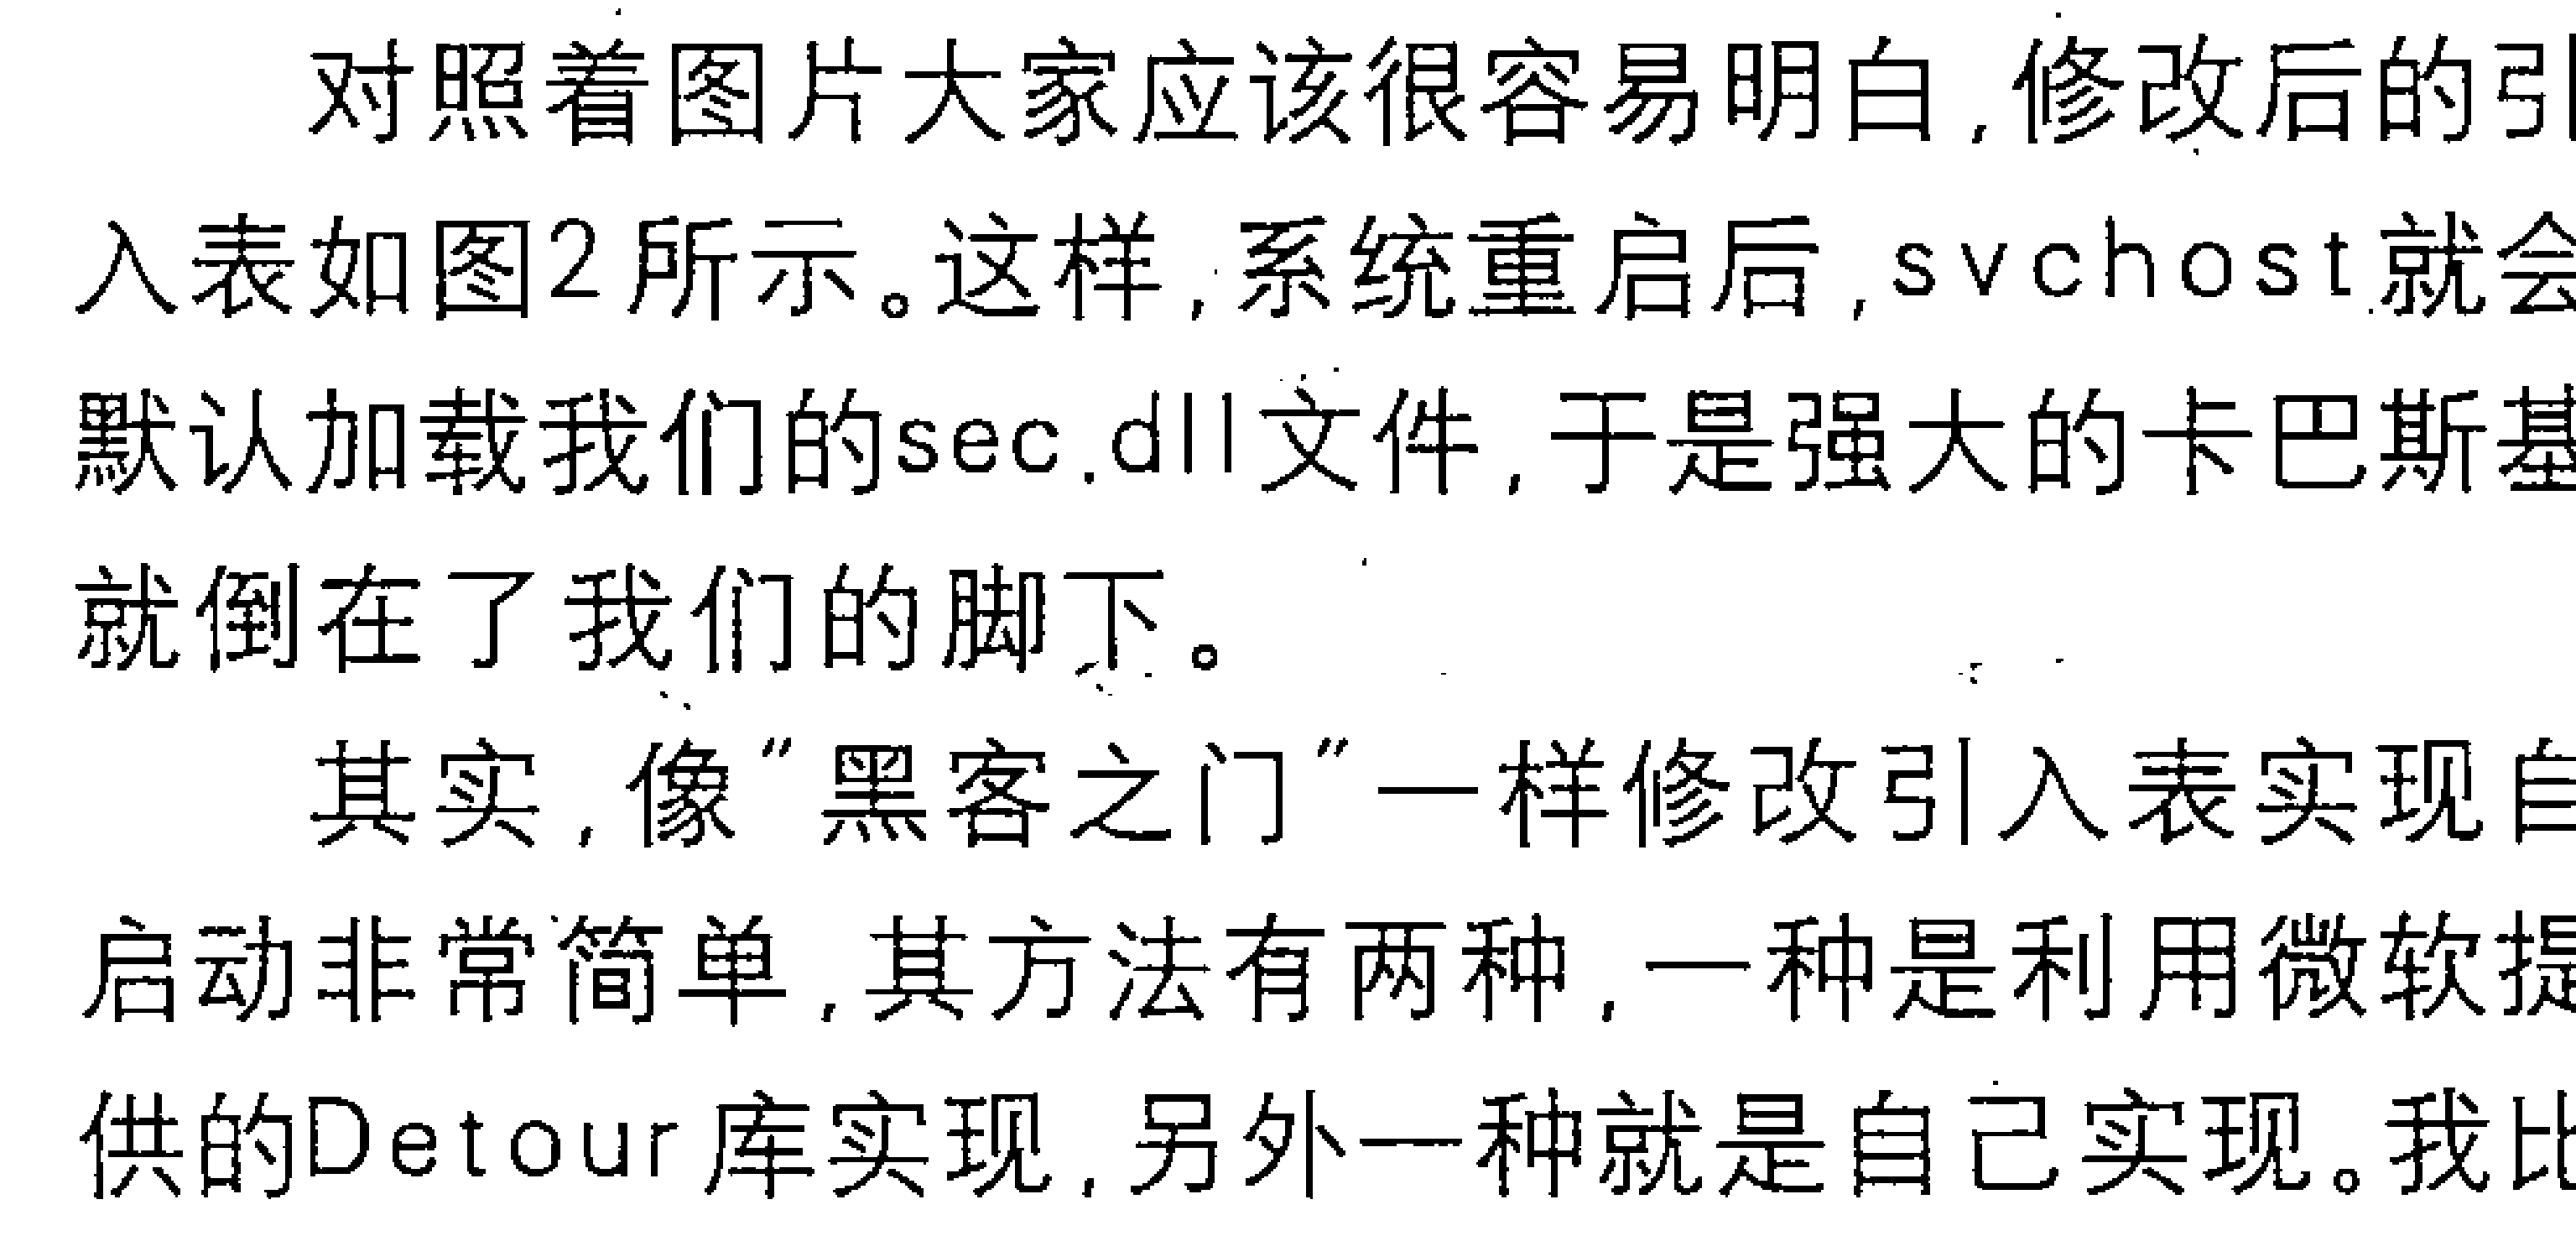 对照着图片大家应该很容易明白,修改后的引
入表如图2所示。这样,系统重启后,svchost就会
默认加载我们的sec.dll文件,于是强大的卡巴斯基
就倒在了我们的脚下。
其实,像"黑客之门"一样修改引入表实现自
启动非常简单,其方法有两种,一种是利用微软提
供的Detour库实现,另外一种就是自己实现。我比